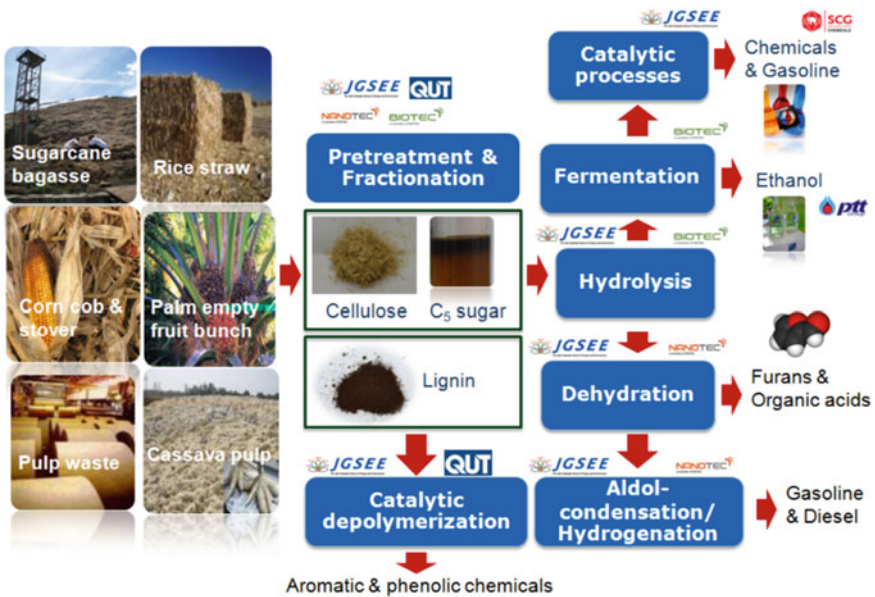 Sugarcane
bagasse
Rice straw
Corn cob &
stover
Palm empty
fruit bunch
Pulp waste
Cassava pulp
JGSEE
QUT
NANOTEC
BIOTEC
Pretreatment &
Fractionation
Cellulose
C₅ sugar
Lignin
JGSEE
QUT
Catalytic
depolymerization
Aromatic & phenolic chemicals
JGSEE
Catalytic
processes
SCG
CHEMICALS
Chemicals
& Gasoline
BIOTEC
Fermentation
Ethanol
ptt
JGSEE
BIOTEC
Hydrolysis
JGSEE
NANOTEC
Dehydration
Furans &
Organic acids
JGSEE
NANOTEC
Aldol-
condensation/
Hydrogenation
Gasoline
& Diesel